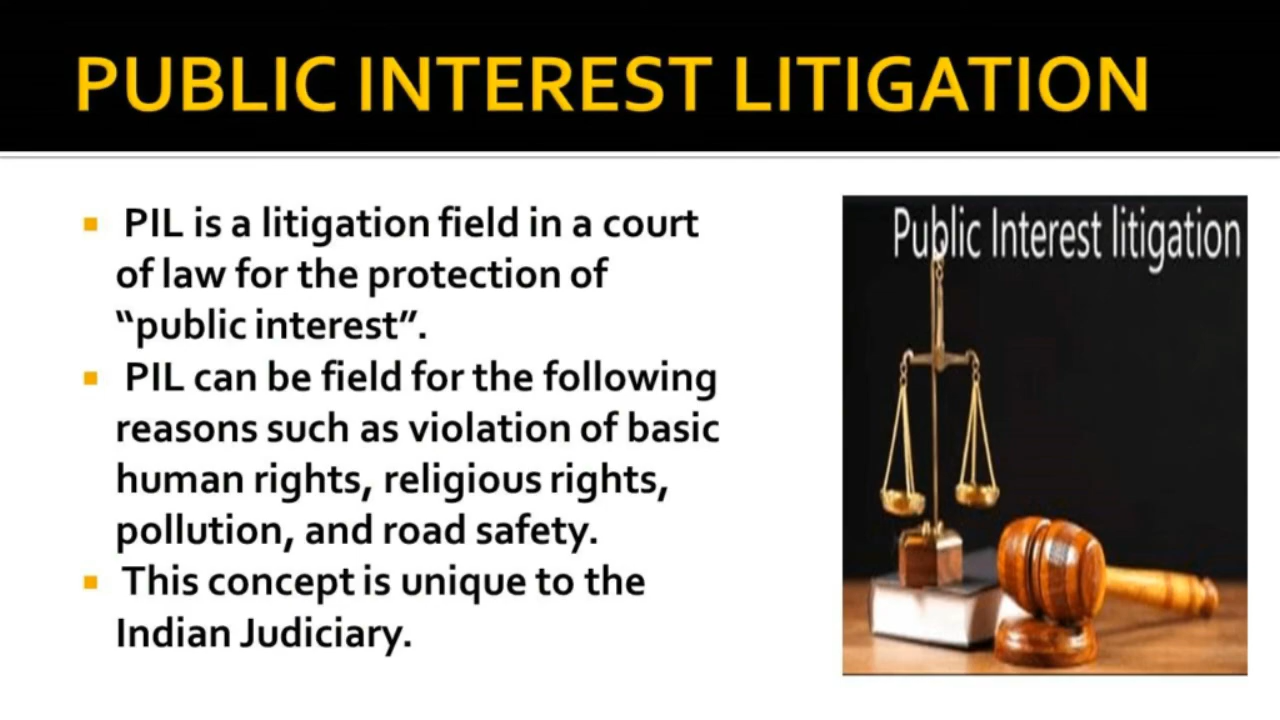 PUBLIC INTEREST LITIGATION
PIL is a litigation field in a court
of law for the protection of
“public interest”.
PIL can be field for the following
reasons such as violation of basic
human rights, religious rights,
pollution, and road safety.
This concept is unique to the
Indian Judiciary.
Public Interest litigation